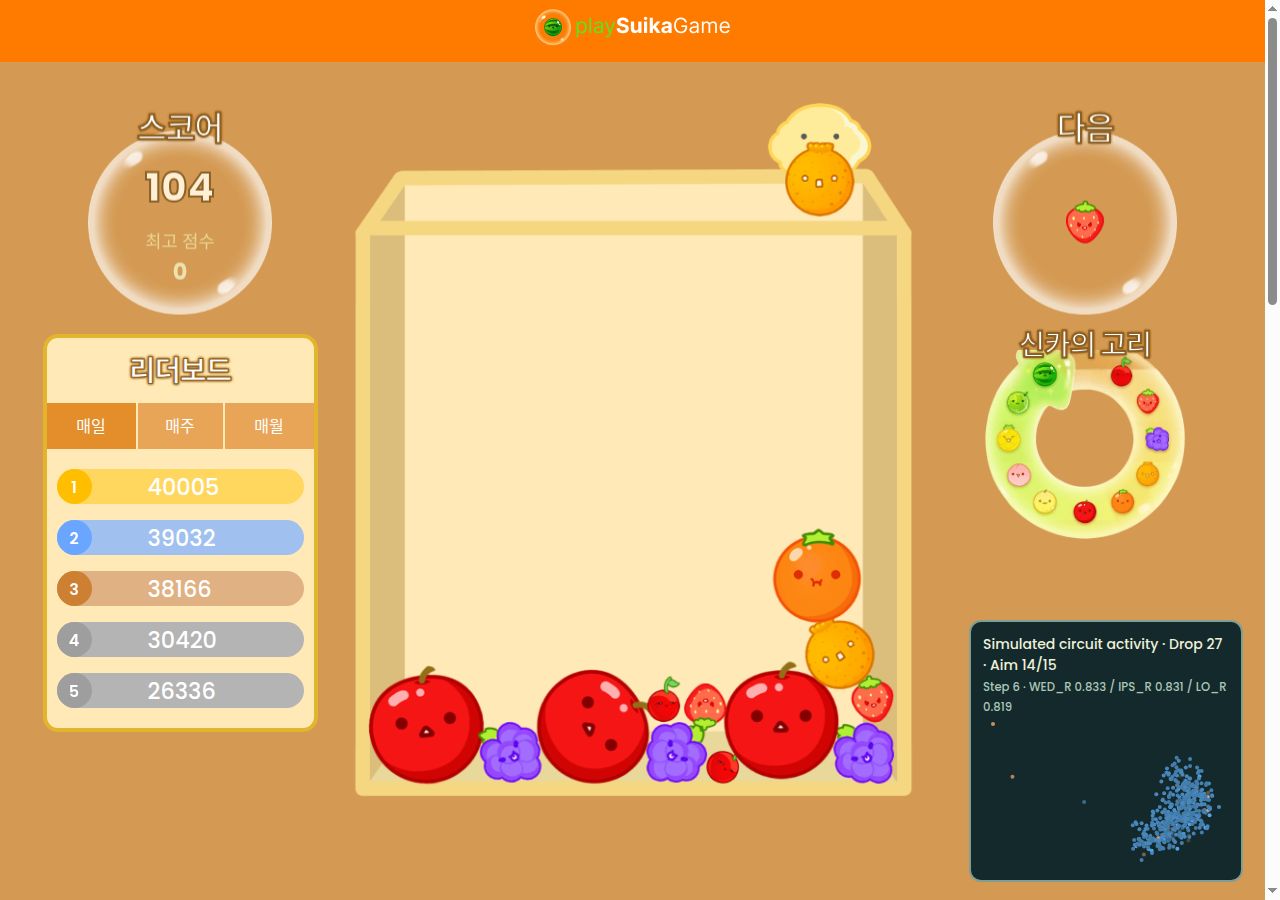 playSuikaGame
스코어
104
최고 점수
0
다음
신카의 고리
리더보드
매일 매주 매월
1 40005
2 39032
3 38166
4 30420
5 26336
Simulated circuit activity · Drop 27
· Aim 14/15
Step 6 · WED_R 0.833 / IPS_R 0.831 / LO_R
0.819